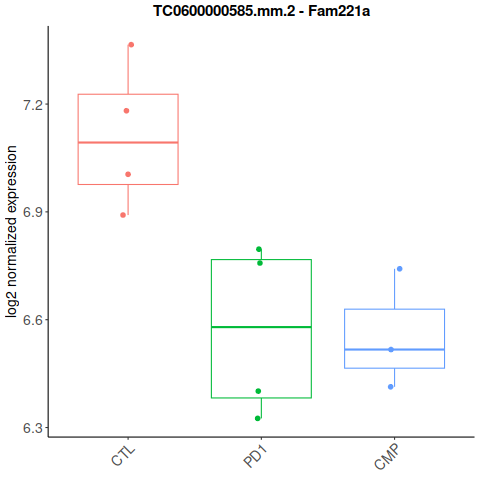 TC0600000585.mm.2 - Fam221a
log2 normalized expression
7.2
6.9
6.6
6.3
CTL
PD1
CMP